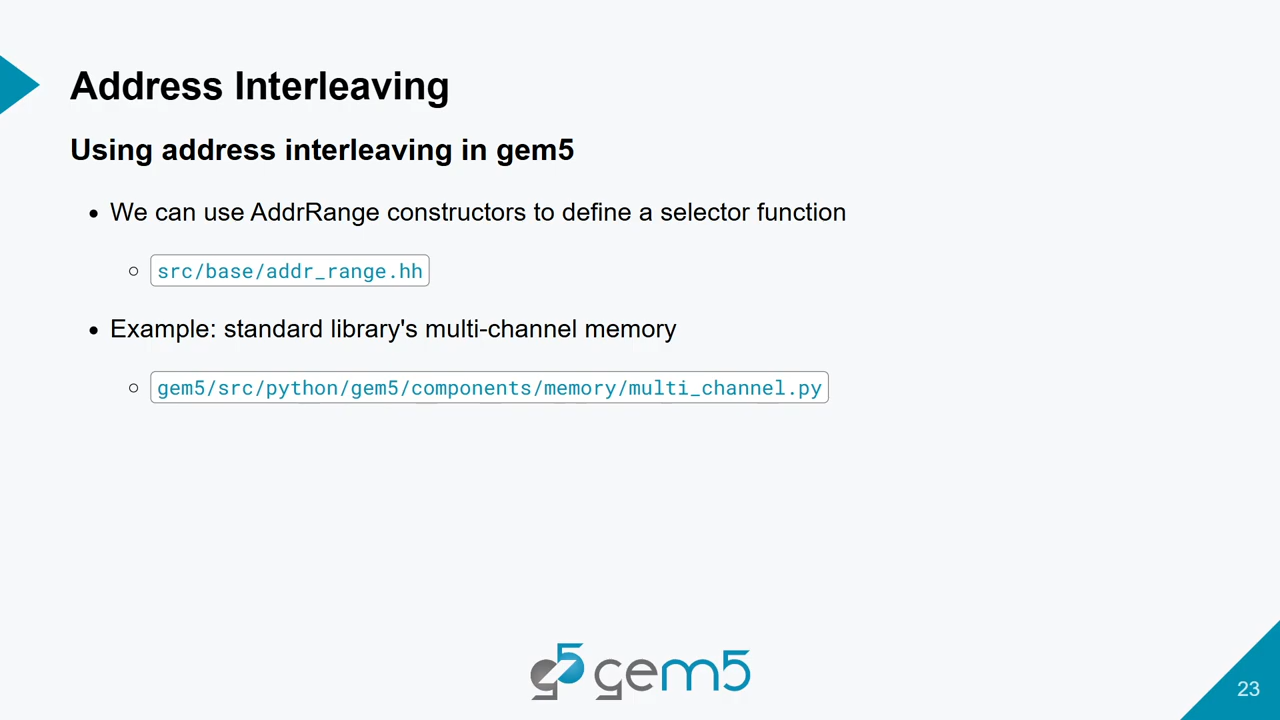 Address Interleaving
Using address interleaving in gem5
We can use AddrRange constructors to define a selector function
src/base/addr_range.hh
Example: standard library's multi-channel memory
gem5/src/python/gem5/components/memory/multi_channel.py
g5 gem5
23